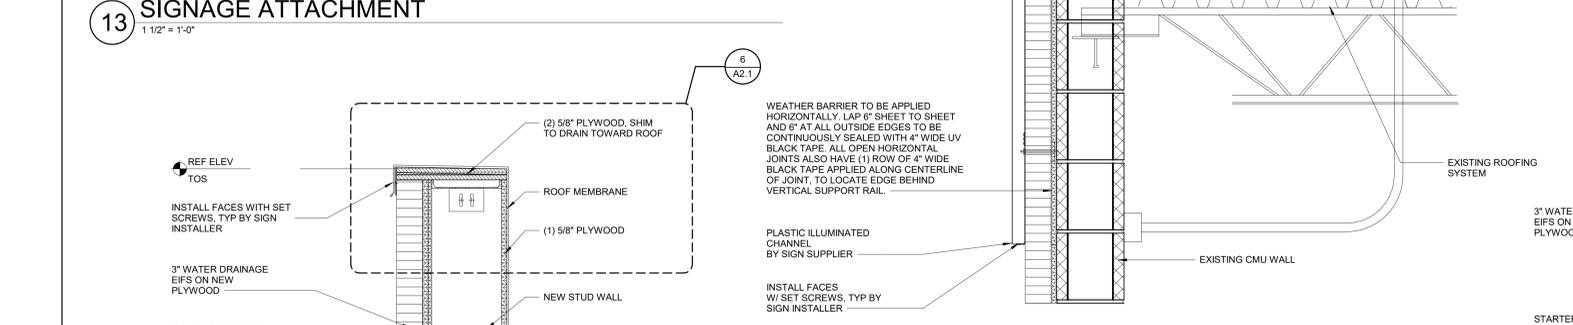 SIGNAGE ATTACHMENT
13
1 1/2" = 1'-0"
6
A2.1
(2) 5/8" PLYWOOD, SHIM
TO DRAIN TOWARD ROOF
REF ELEV
TOS
ROOF MEMBRANE
INSTALL FACES WITH SET
SCREWS, TYP BY SIGN
INSTALLER
(1) 5/8" PLYWOOD
3" WATER DRAINAGE
EIFS ON NEW
PLYWOOD
NEW STUD WALL
WEATHER BARRIER TO BE APPLIED
HORIZONTALLY. LAP 6" SHEET TO SHEET
AND 6" AT ALL OUTSIDE EDGES TO BE
CONTINUOUSLY SEALED WITH 4" WIDE UV
BLACK TAPE. ALL OPEN HORIZONTAL
JOINTS ALSO HAVE (1) ROW OF 4" WIDE
BLACK TAPE APPLIED ALONG CENTERLINE
OF JOINT, TO LOCATE EDGE BEHIND
VERTICAL SUPPORT RAIL.
PLASTIC ILLUMINATED
CHANNEL
BY SIGN SUPPLIER
INSTALL FACES
W/ SET SCREWS, TYP BY
SIGN INSTALLER
EXISTING ROOFING
SYSTEM
EXISTING CMU WALL
3" WATE
EIFS ON
PLYWOO
STARTER